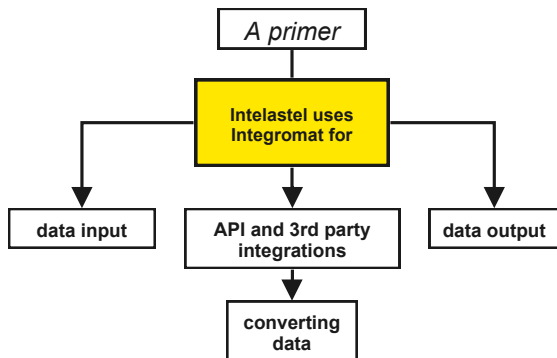 A primer
Intelastel uses
Integromat for
data input
API and 3rd party
integrations
data output
converting
data